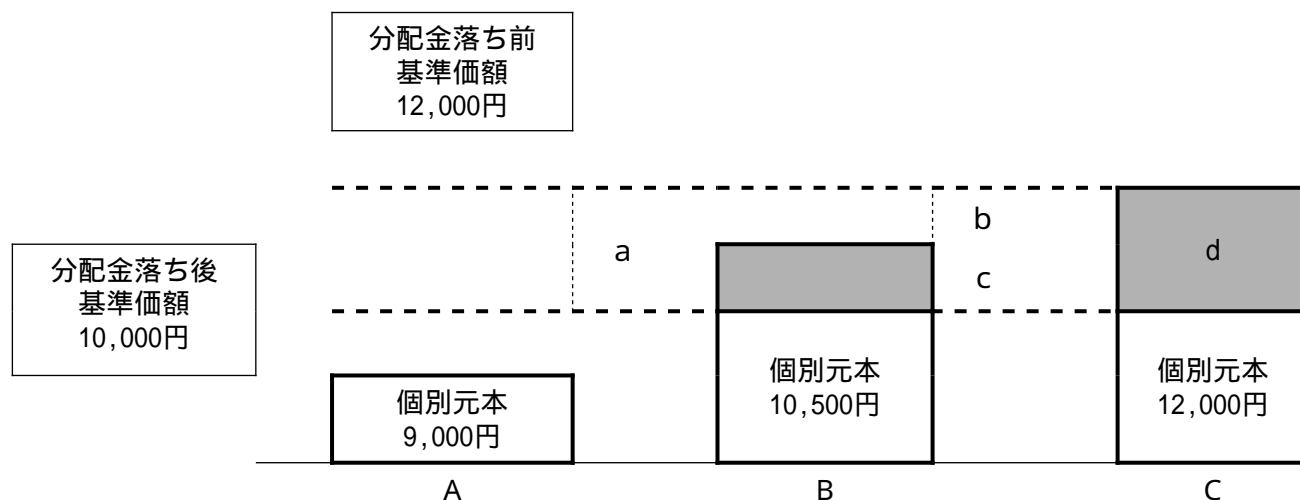 分配金落ち前
基準価額
12,000円
b
a
d
c
分配金落ち後
基準価額
10,000円
個別元本
10,500円
個別元本
12,000円
個別元本
9,000円
A
B
C